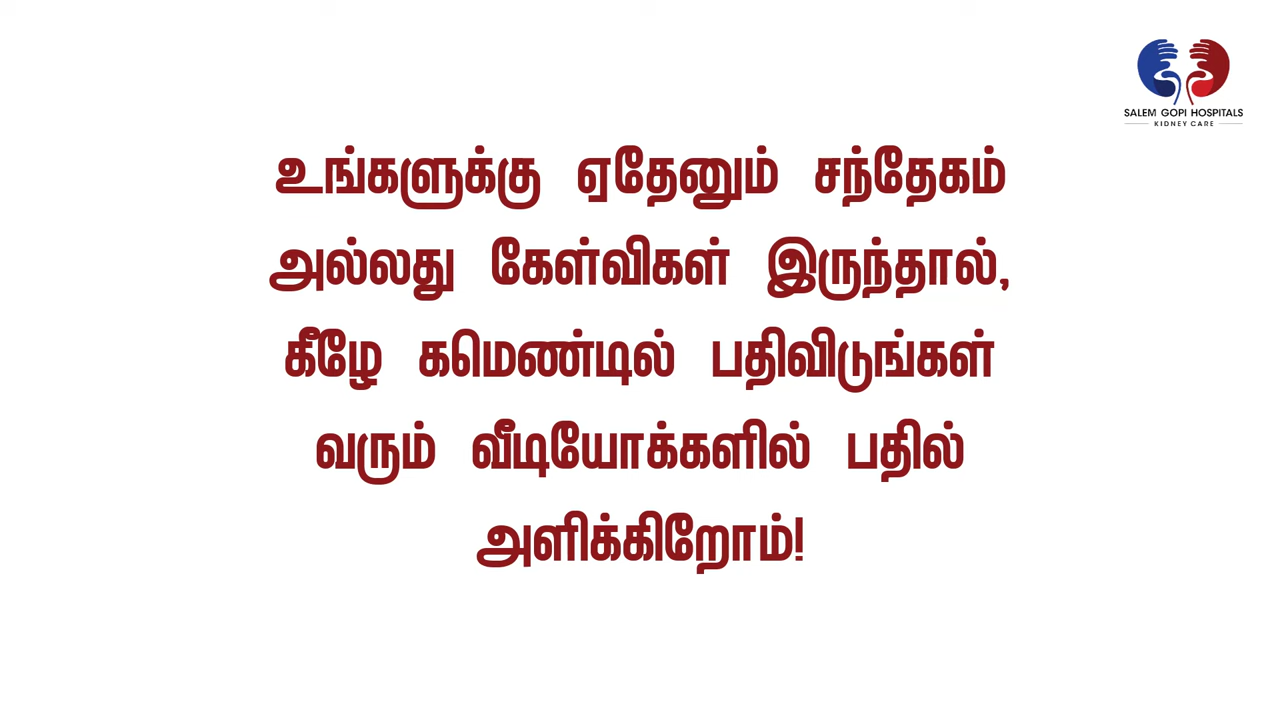 SALEM GOPI HOSPITALS
KIDNEY CARE
உங்களுக்கு ஏதேனும் சந்தேகம்
அல்லது கேள்விகள் இருந்தால்,
கீழே கமெண்டில் பதிவிடுங்கள்
வரும் வீடியோக்களில் பதில்
அளிக்கிறோம்!